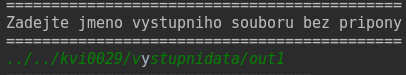 ============================================
Zadejte jmeno vystupniho souboru bez pripony
============================================
../../kvi0029/vystupnidata/out1